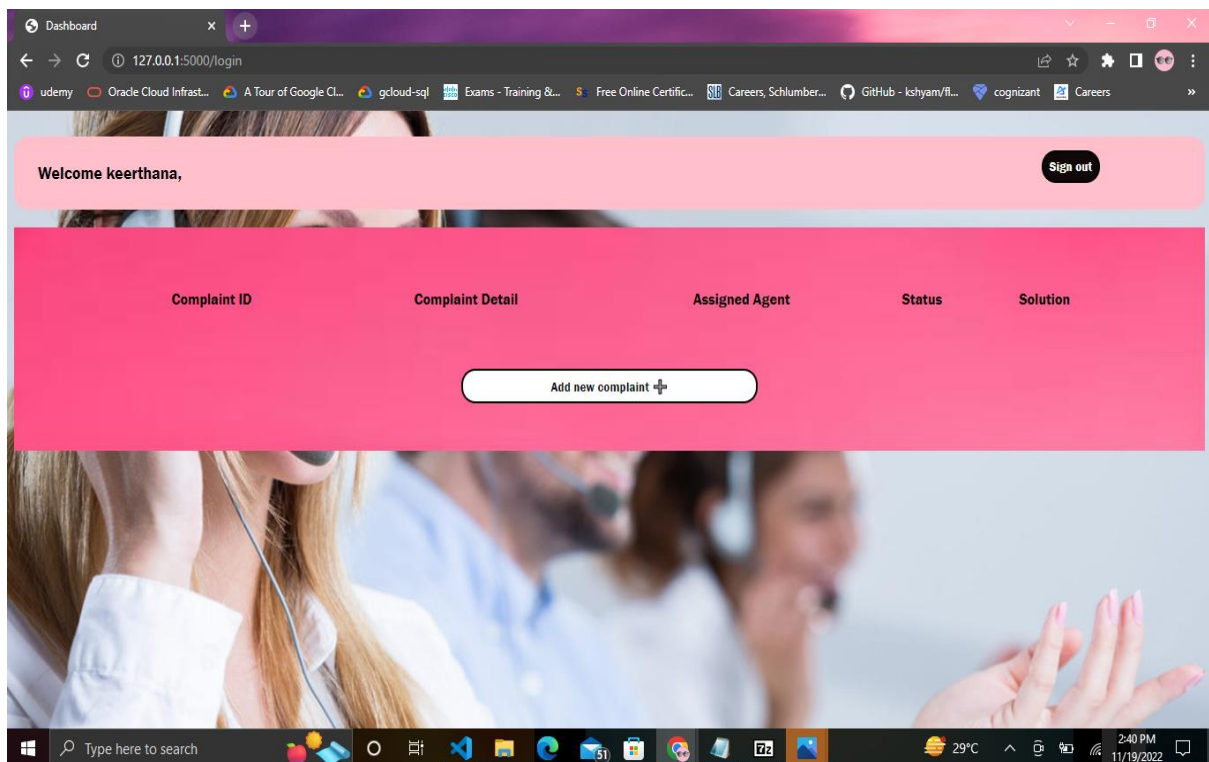 Dashboard
127.0.0.1:5000/login
udemy Oracle Cloud Infrast... A Tour of Google Cl... gcloud-sql Exams - Training &... Free Online Certific... Careers, Schlumber... GitHub - kshyam/fl... cognizant Careers »
Welcome keerthana,
Sign out
Complaint ID Complaint Detail Assigned Agent Status Solution
Add new complaint ➕
Type here to search
51
7z
29°C
2:40 PM
11/19/2022